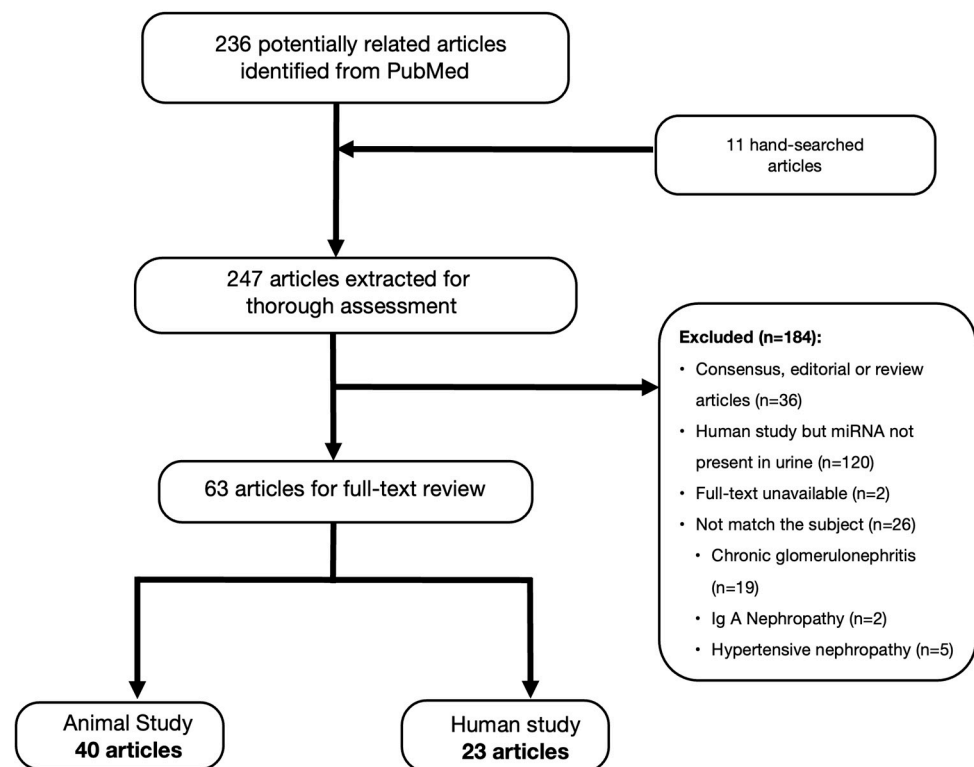 236 potentially related articles
identified from PubMed
11 hand-searched
articles
247 articles extracted for
thorough assessment
Excluded (n=184):
• Consensus, editorial or review
articles (n=36)
• Human study but miRNA not
present in urine (n=120)
• Full-text unavailable (n=2)
• Not match the subject (n=26)
• Chronic glomerulonephritis
(n=19)
• Ig A Nephropathy (n=2)
• Hypertensive nephropathy (n=5)
63 articles for full-text review
Animal Study
40 articles
Human study
23 articles